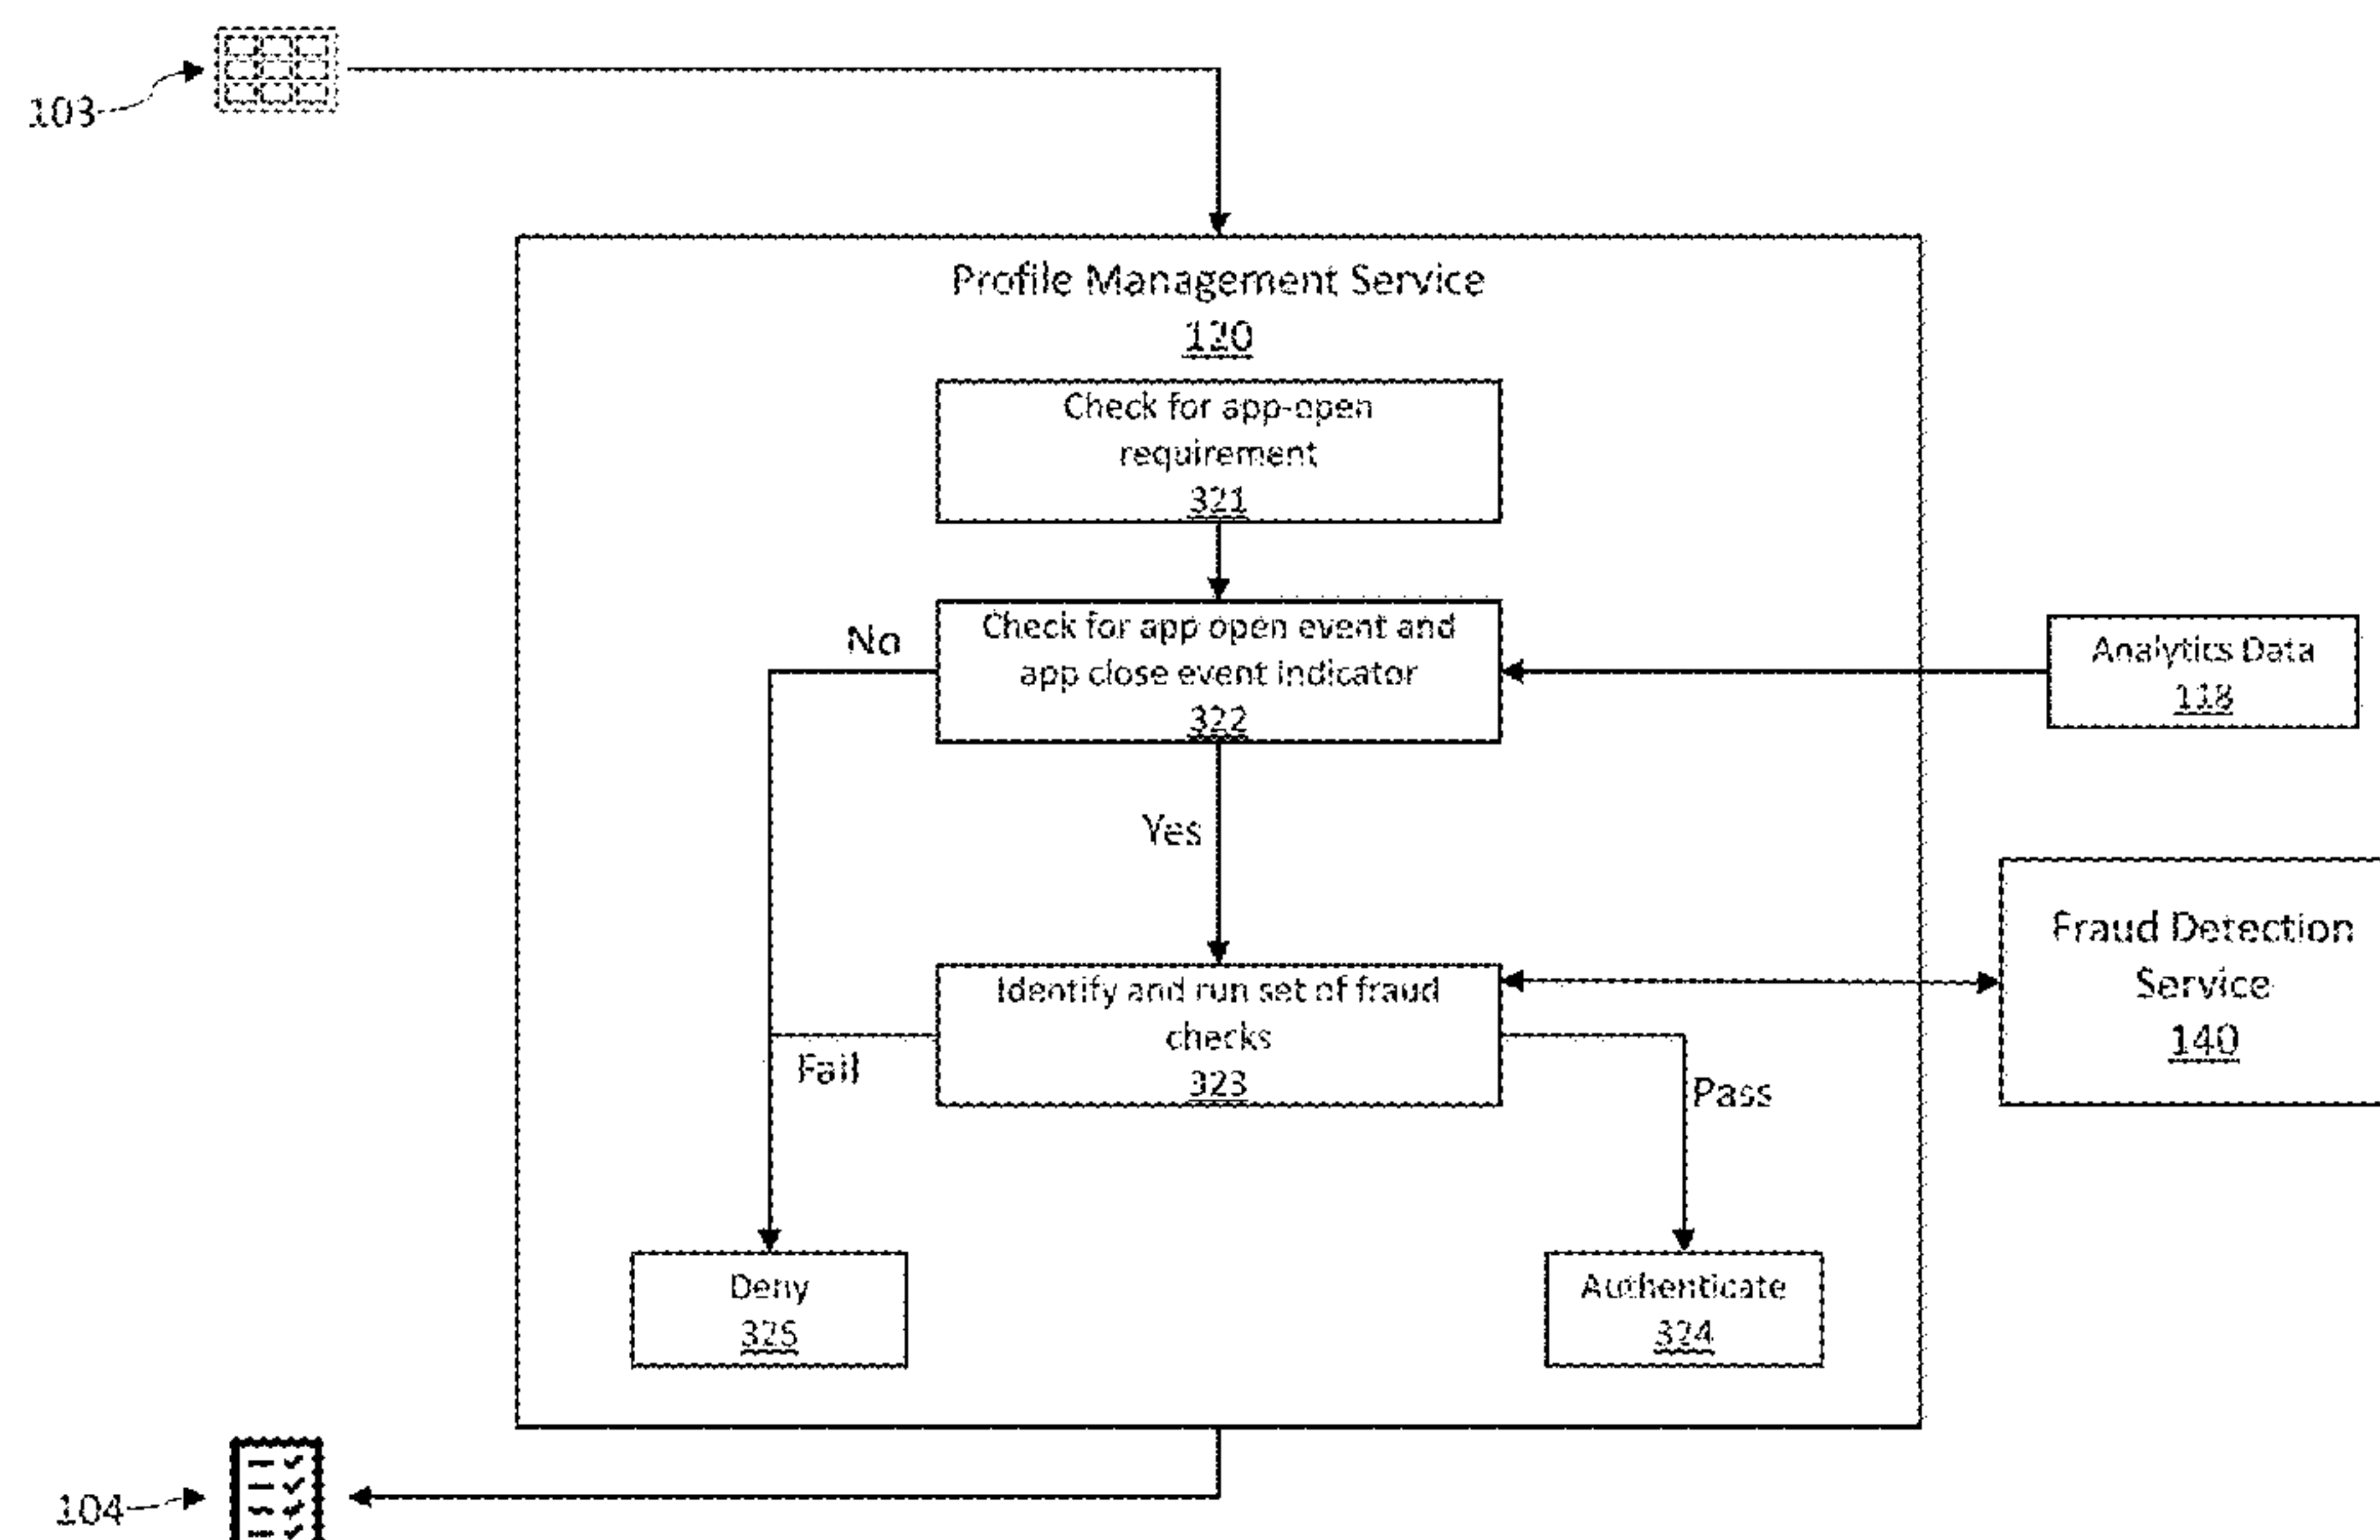 103
Profile Management Service
120
Check for app-open
requirement
321
Check for app open event and
app close event indicator
322
No
Analytics Data
118
Yes
Fraud Detection
Service
140
Identify and run set of fraud
checks
323
Fail
Pass
Deny
325
Authenticate
324
104